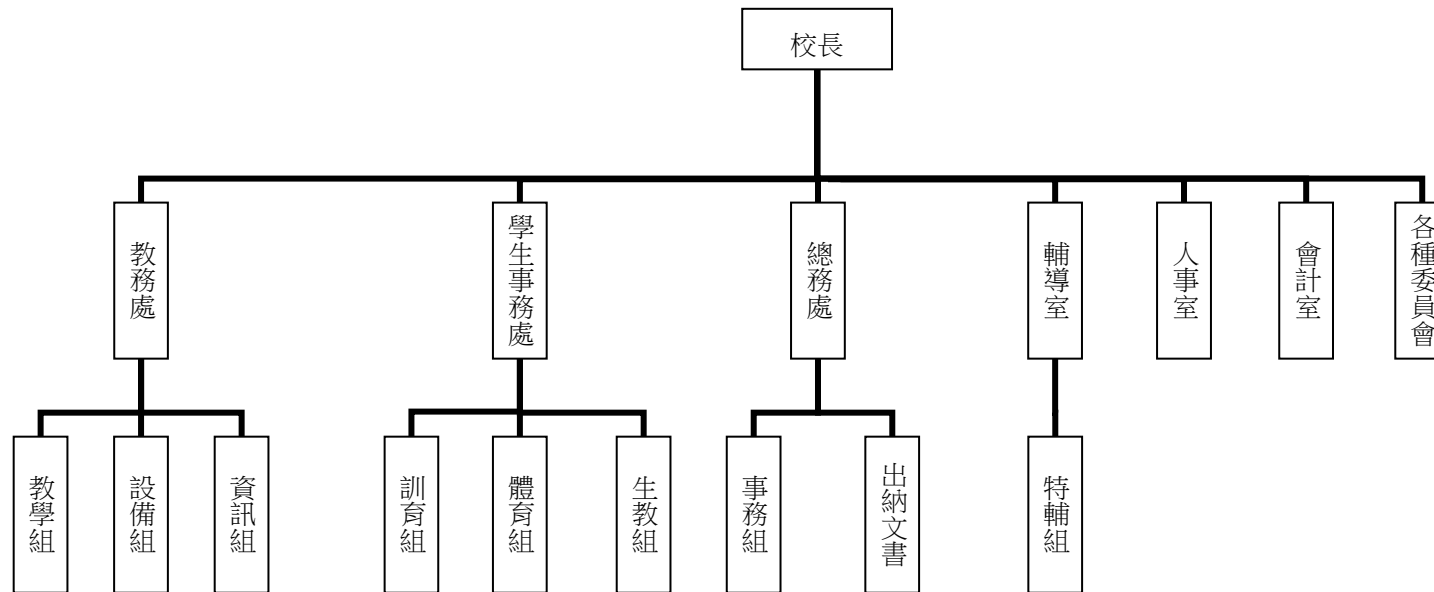 校長
教務處
學生事務處
總務處
輔導室
人事室
會計室
各種委員會
教學組
設備組
資訊組
訓育組
體育組
生教組
事務組
出納文書
特輔組